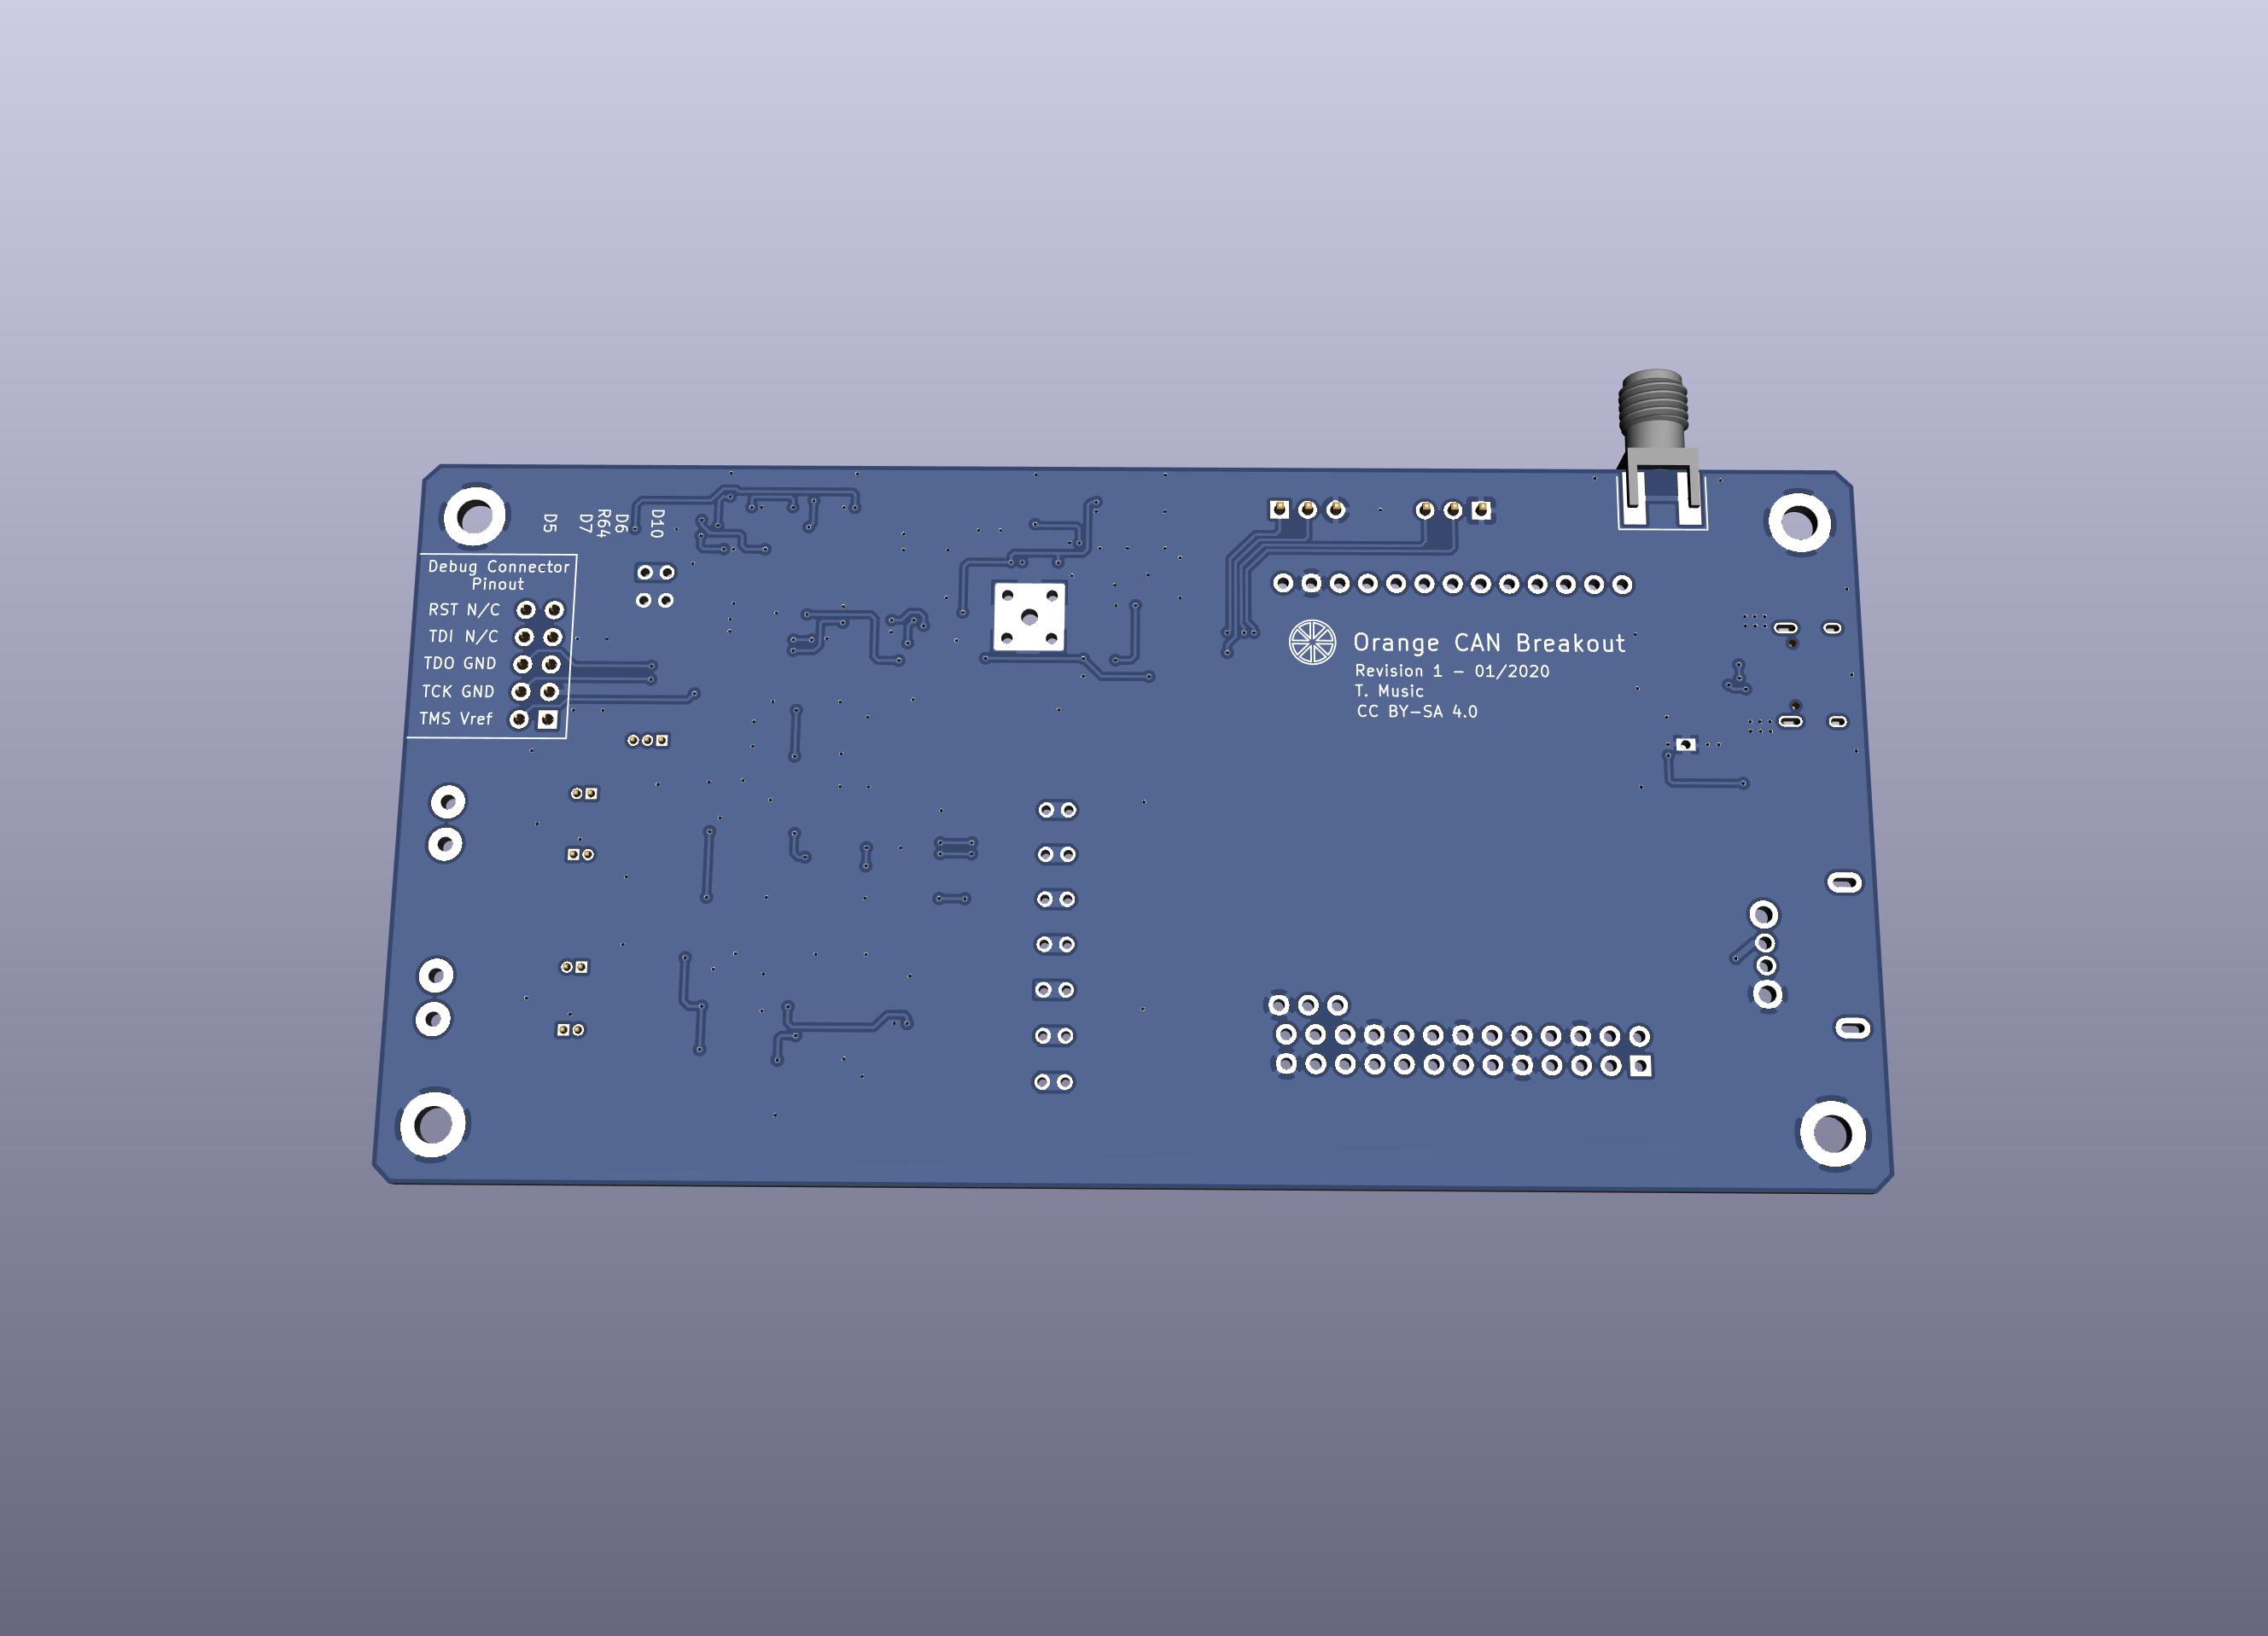 D5
D7
R64
D6
D10
Debug Connector
Pinout
RST N/C
TDI N/C
TDO GND
TCK GND
TMS Vref
Orange CAN Breakout
Revision 1 - 01/2020
T. Music
CC BY-SA 4.0